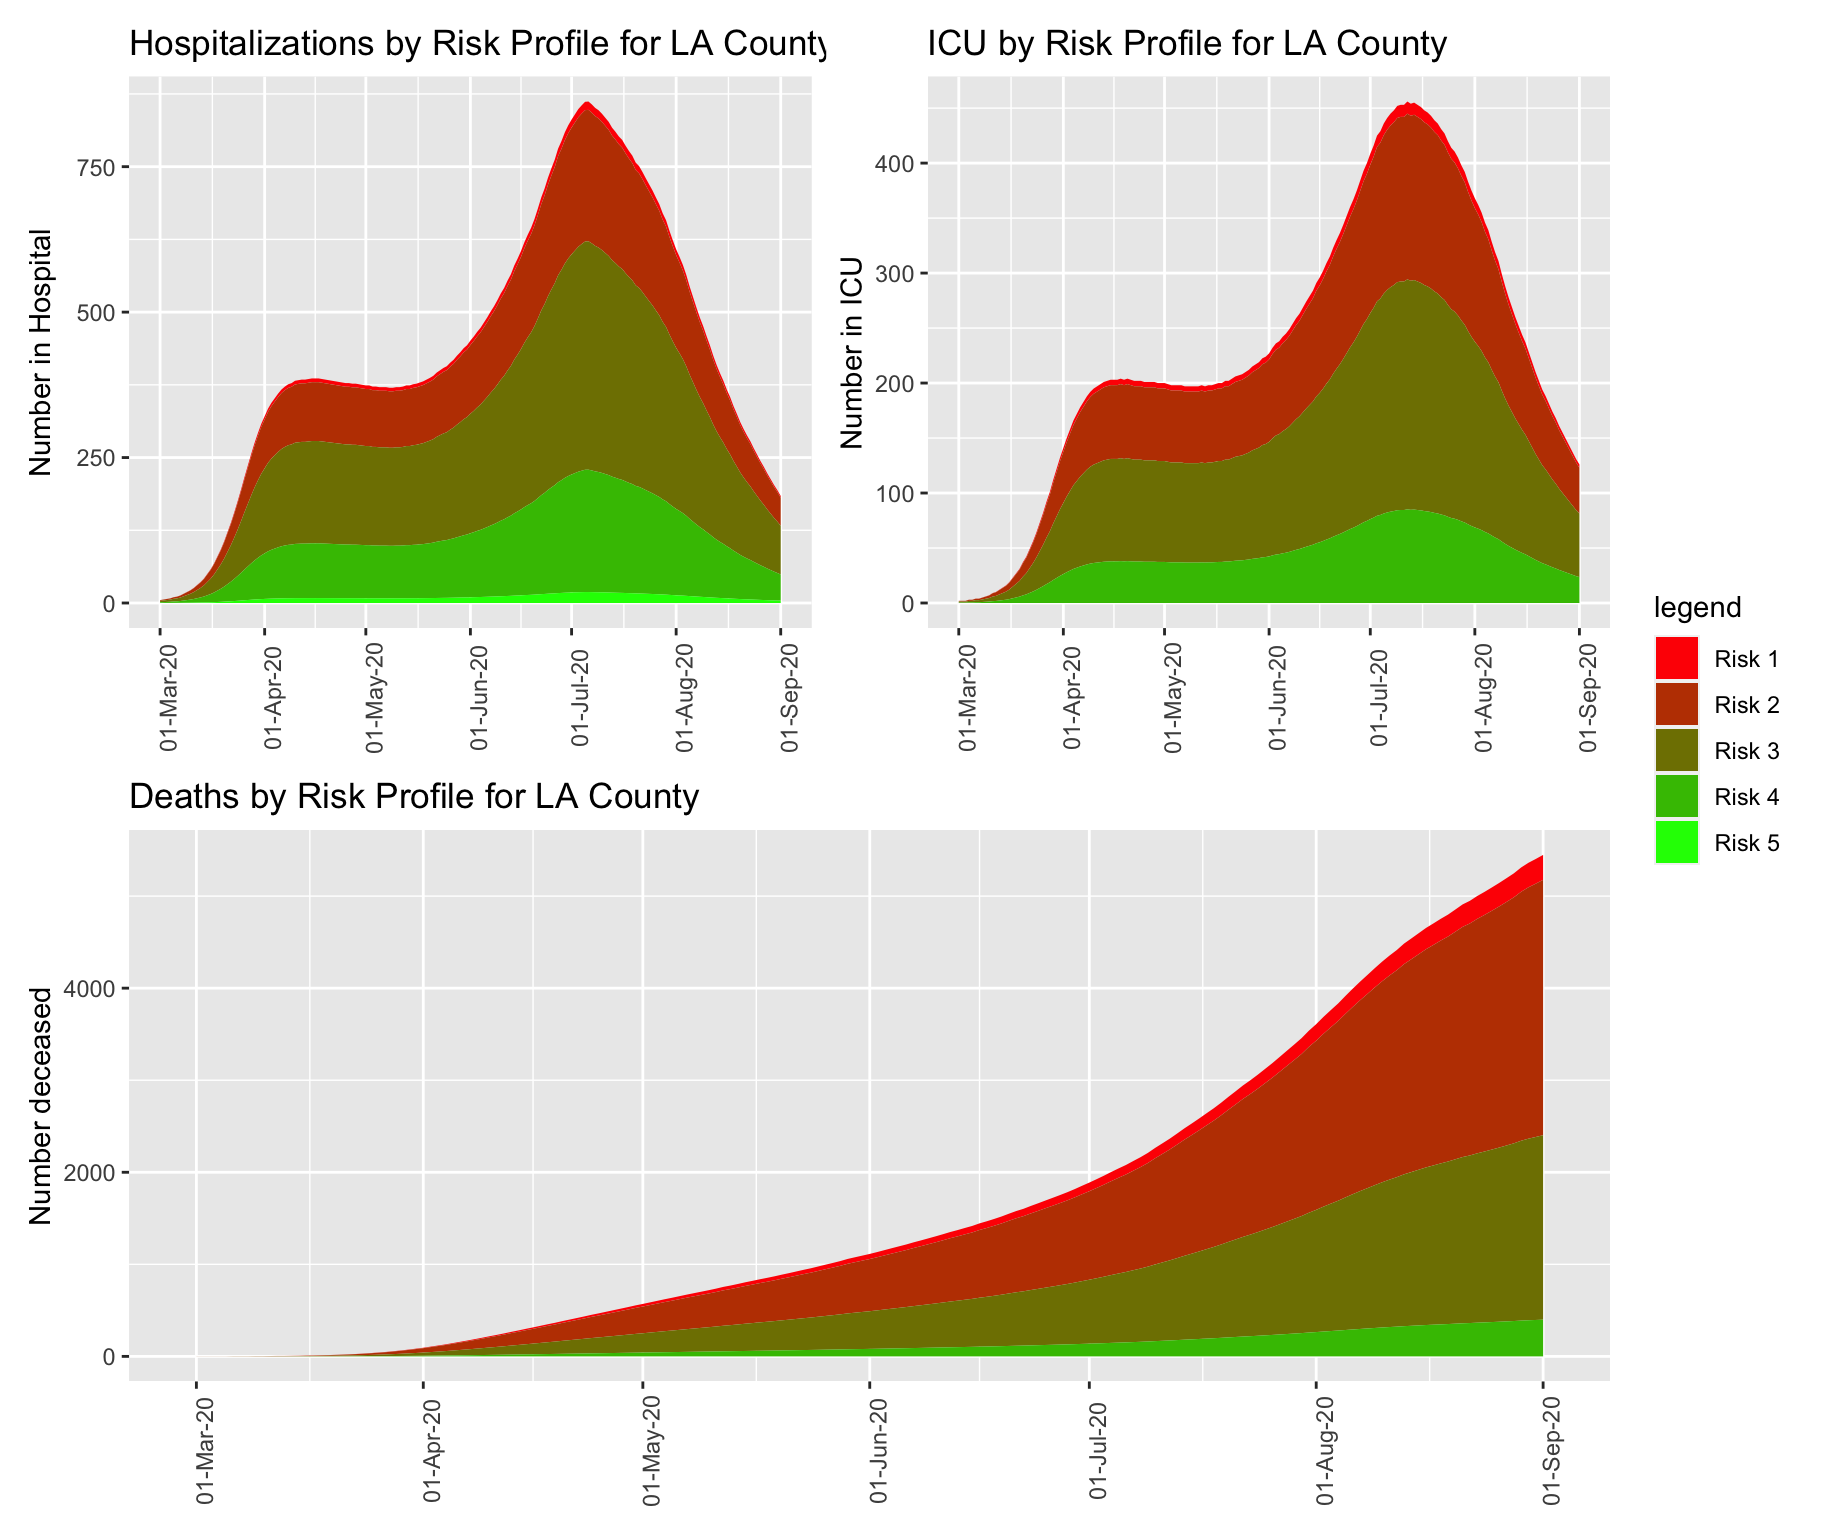 Hospitalizations by Risk Profile for LA County
Number in Hospital
750
500
250
0
01-Mar-20
01-Apr-20
01-May-20
01-Jun-20
01-Jul-20
01-Aug-20
01-Sep-20
ICU by Risk Profile for LA County
Number in ICU
400
300
200
100
0
01-Mar-20
01-Apr-20
01-May-20
01-Jun-20
01-Jul-20
01-Aug-20
01-Sep-20
legend
Risk 1
Risk 2
Risk 3
Risk 4
Risk 5
Deaths by Risk Profile for LA County
Number deceased
4000
2000
0
01-Mar-20
01-Apr-20
01-May-20
01-Jun-20
01-Jul-20
01-Aug-20
01-Sep-20